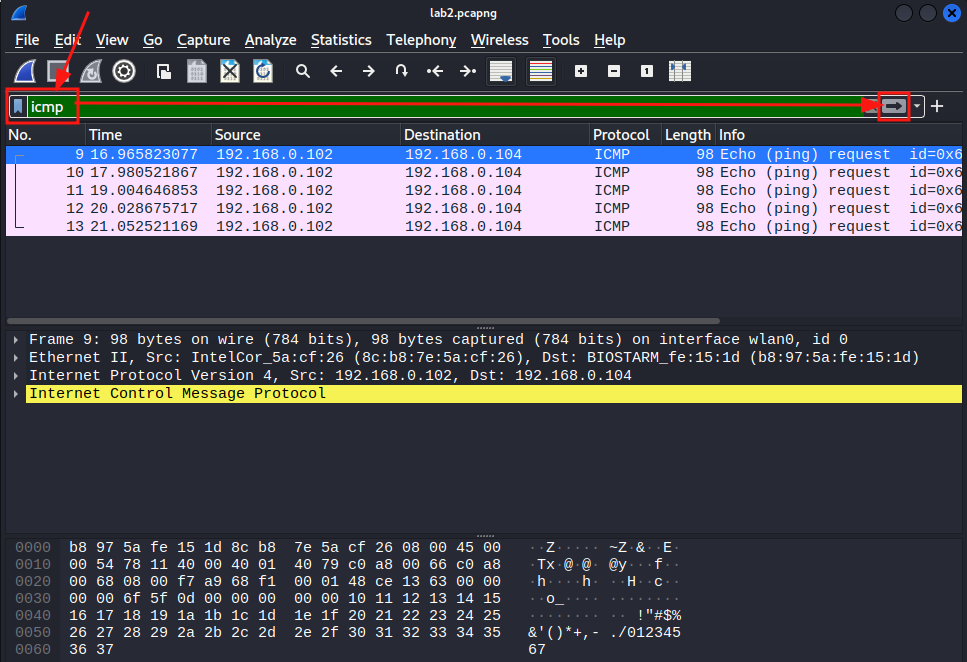 lab2.pcapng
File Edit View Go Capture Analyze Statistics Telephony Wireless Tools Help
icmp
No. Time Source Destination Protocol Length Info
9 16.965823077 192.168.0.102 192.168.0.104 ICMP 98 Echo (ping) request id=0x6
10 17.980521867 192.168.0.102 192.168.0.104 ICMP 98 Echo (ping) request id=0x6
11 19.004646853 192.168.0.102 192.168.0.104 ICMP 98 Echo (ping) request id=0x6
12 20.028675717 192.168.0.102 192.168.0.104 ICMP 98 Echo (ping) request id=0x6
13 21.052521169 192.168.0.102 192.168.0.104 ICMP 98 Echo (ping) request id=0x6
Frame 9: 98 bytes on wire (784 bits), 98 bytes captured (784 bits) on interface wlan0, id 0
Ethernet II, Src: IntelCor_5a:cf:26 (8c:b8:7e:5a:cf:26), Dst: BIOSTARM_fe:15:1d (b8:97:5a:fe:15:1d)
Internet Protocol Version 4, Src: 192.168.0.102, Dst: 192.168.0.104
Internet Control Message Protocol
0000 b8 97 5a fe 15 1d 8c b8 7e 5a cf 26 08 00 45 00 ··Z····· ~Z·&··E·
0010 00 54 78 11 40 00 40 01 40 79 c0 a8 00 66 c0 a8 ·Tx·@·@· @y···f··
0020 00 68 08 00 f7 a9 68 f1 00 01 48 ce 13 63 00 00 ·h····h· ··H··c··
0030 00 00 6f 5f 0d 00 00 00 00 00 10 11 12 13 14 15 ··o_···· ········
0040 16 17 18 19 1a 1b 1c 1d 1e 1f 20 21 22 23 24 25 ········ ·· !"#$%
0050 26 27 28 29 2a 2b 2c 2d 2e 2f 30 31 32 33 34 35 &'()*+,- ./012345
0060 36 37 67